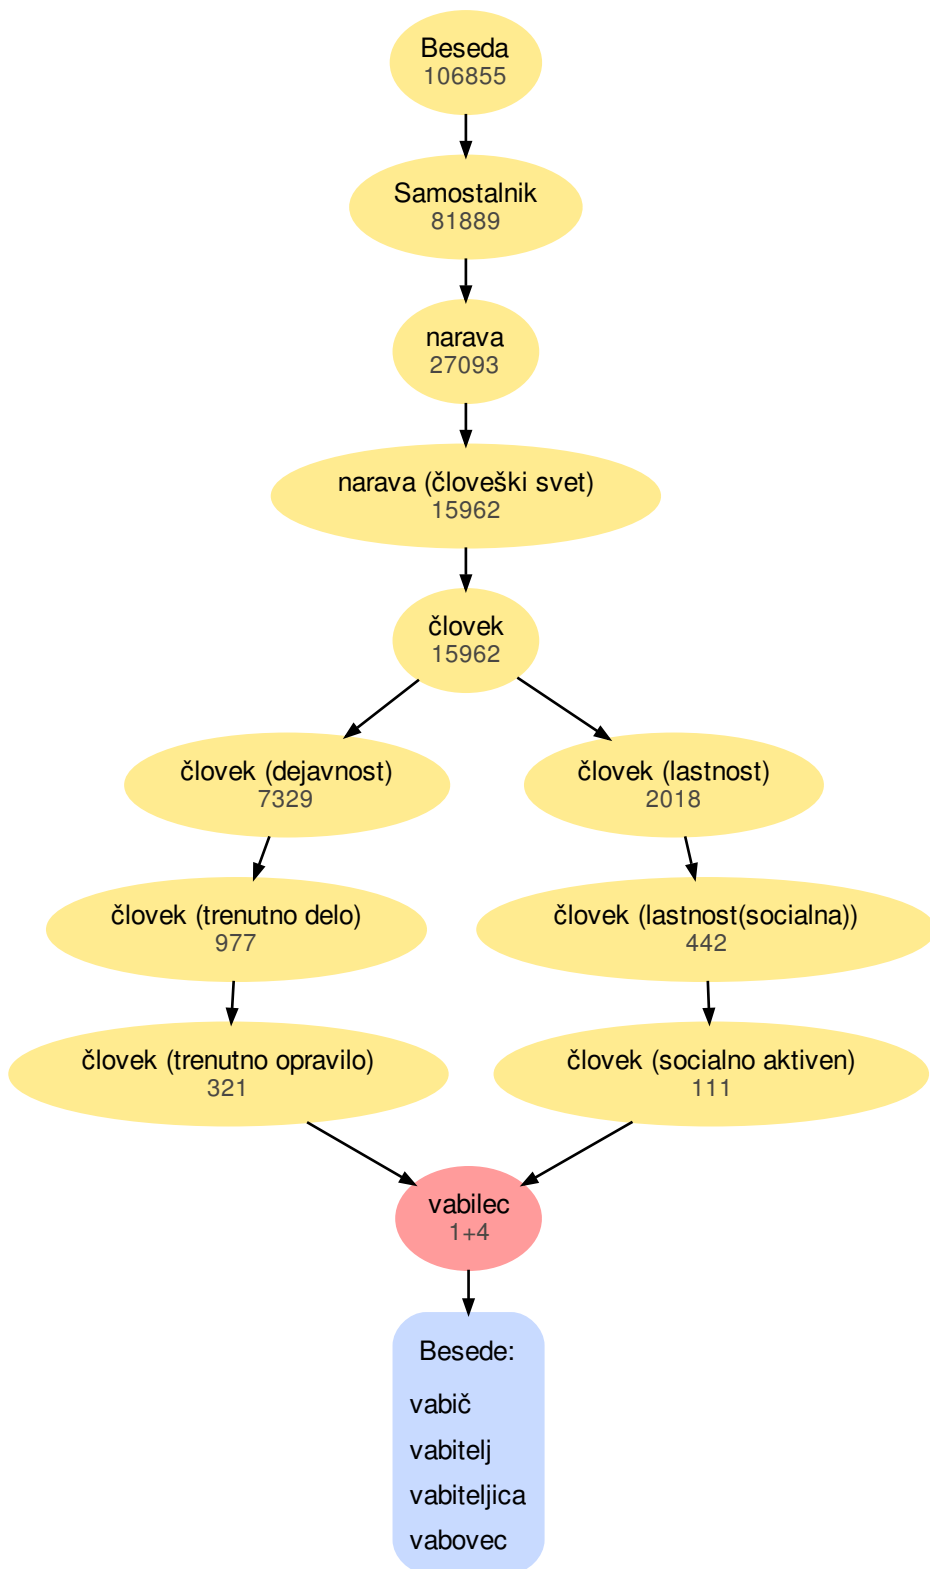 Beseda
106855
Samostalnik
81889
narava
27093
narava (človeški svet)
15962
človek
15962
človek (dejavnost)
7329
človek (lastnost)
2018
človek (trenutno delo)
977
človek (lastnost(socialna))
442
človek (trenutno opravilo)
321
človek (socialno aktiven)
111
vabilec
1+4
Besede:
vabič
vabitelj
vabiteljica
vabovec